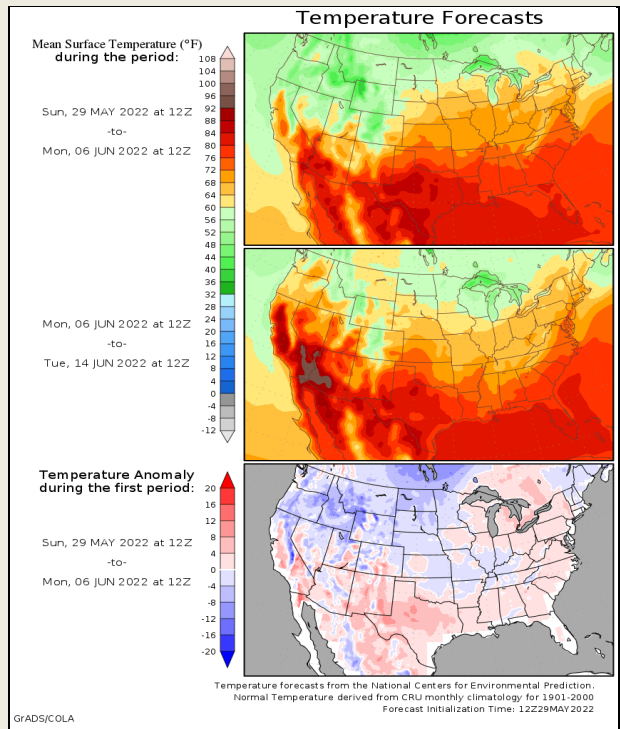 Temperature Forecasts
Mean Surface Temperature (°F)
during the period:
108
104
100
96
92
88
84
80
76
72
68
64
60
56
52
48
44
40
36
32
28
24
20
16
12
8
4
0
-4
-8
-12
Sun, 29 MAY 2022 at 12Z
-to-
Mon, 06 JUN 2022 at 12Z
Mon, 06 JUN 2022 at 12Z
-to-
Tue, 14 JUN 2022 at 12Z
Temperature Anomaly
during the first period:
20
16
12
8
4
0
-4
-8
-12
-16
-20
Sun, 29 MAY 2022 at 12Z
-to-
Mon, 06 JUN 2022 at 12Z
Temperature forecasts from the National Centers for Environmental Prediction.
Normal Temperature derived from CRU monthly climatology for 1901-2000
Forecast Initialization Time: 12Z29MAY2022
GrADS/COLA